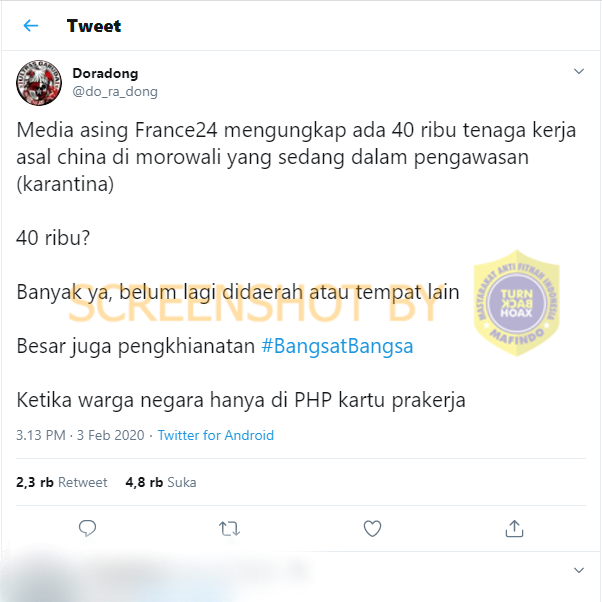 Tweet
Doradong
@do_ra_dong
Media asing France24 mengungkap ada 40 ribu tenaga kerja
asal china di morowali yang sedang dalam pengawasan
(karantina)
40 ribu?
Banyak ya, belum lagi didaerah atau tempat lain
SCREENSHOT BY
MASYARAKAT ANTI FITNAH INDONESIA
TURN
BACK
HOAX
MAFINDO
Besar juga pengkhianatan #BangsatBangsa
Ketika warga negara hanya di PHP kartu prakerja
3.13 PM · 3 Feb 2020 · Twitter for Android
2,3 rb Retweet 4,8 rb Suka